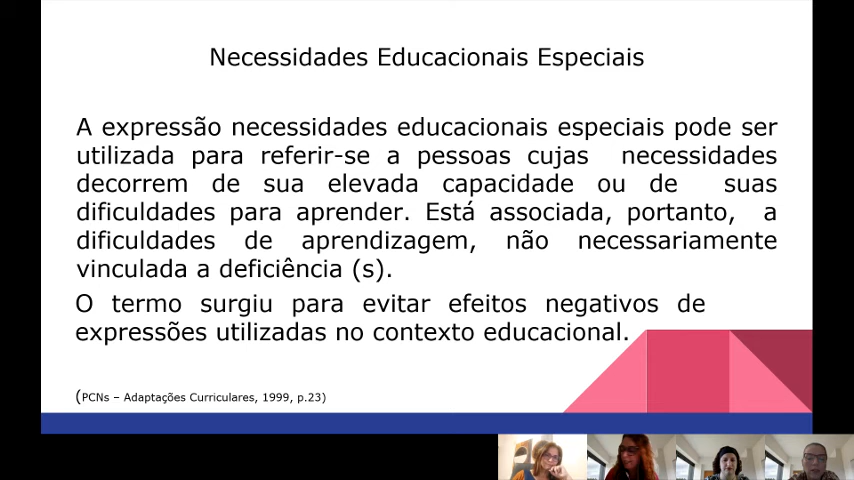 Necessidades Educacionais Especiais
A expressão necessidades educacionais especiais pode ser
utilizada para referir-se a pessoas cujas necessidades
decorrem de sua elevada capacidade ou de suas
dificuldades para aprender. Está associada, portanto, a
dificuldades de aprendizagem, não necessariamente
vinculada a deficiência (s).
O termo surgiu para evitar efeitos negativos de
expressões utilizadas no contexto educacional.
(PCNs – Adaptações Curriculares, 1999, p.23)